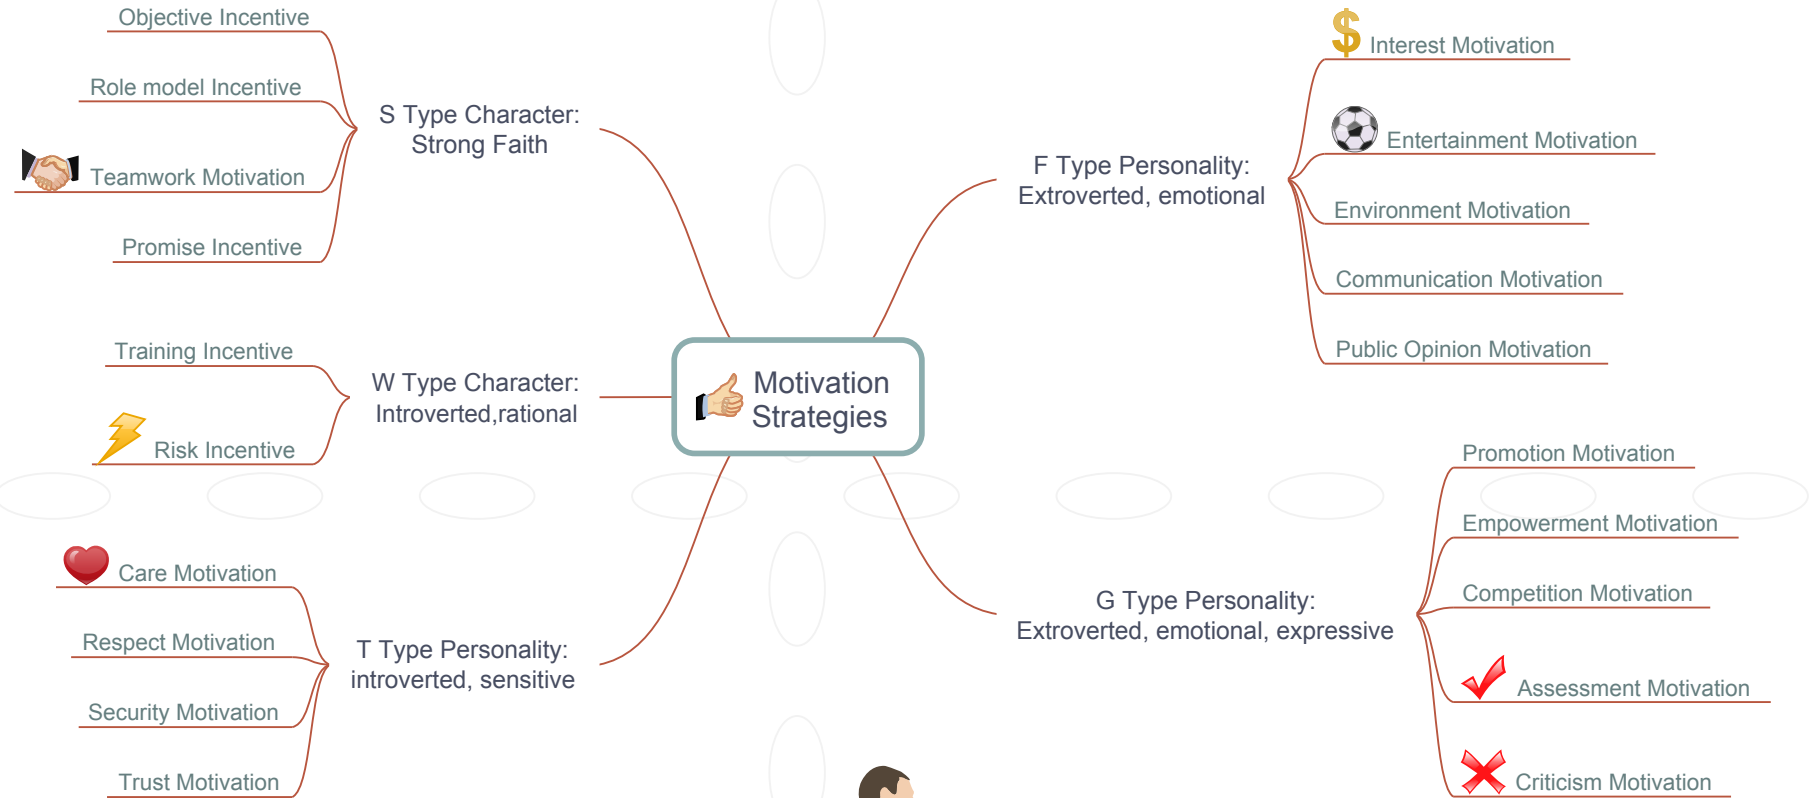 Objective Incentive
Role model Incentive
Teamwork Motivation
Promise Incentive
S Type Character:
Strong Faith
Training Incentive
Risk Incentive
W Type Character:
Introverted,rational
Care Motivation
Respect Motivation
Security Motivation
Trust Motivation
T Type Personality:
introverted, sensitive
Motivation
Strategies
F Type Personality:
Extroverted, emotional
Interest Motivation
Entertainment Motivation
Environment Motivation
Communication Motivation
Public Opinion Motivation
G Type Personality:
Extroverted, emotional, expressive
Promotion Motivation
Empowerment Motivation
Competition Motivation
Assessment Motivation
Criticism Motivation